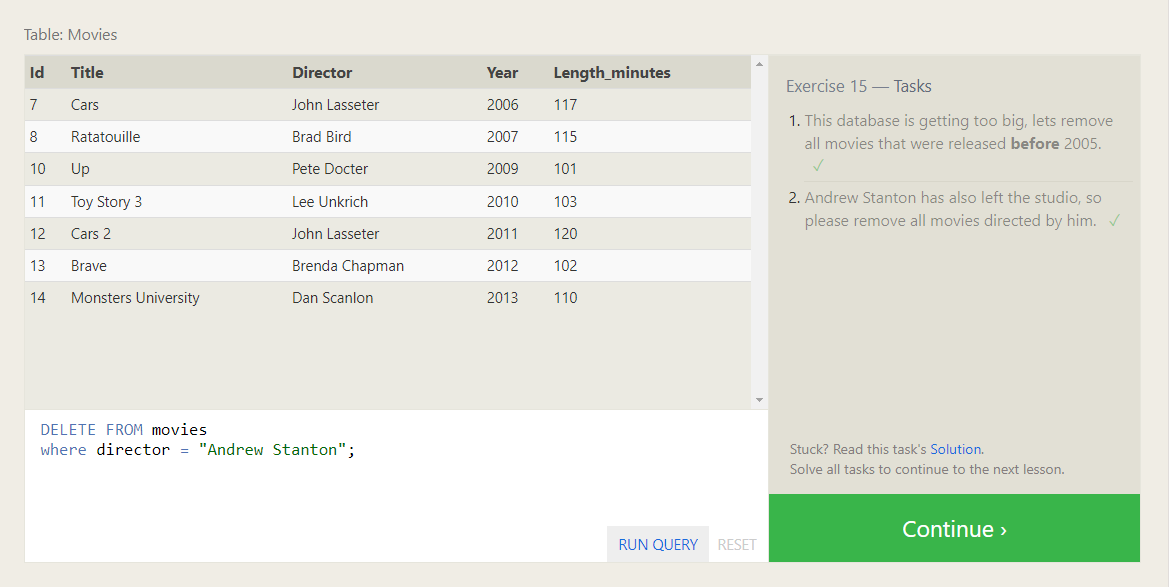 Table: Movies
Id Title Director Year Length_minutes
7 Cars John Lasseter 2006 117
8 Ratatouille Brad Bird 2007 115
10 Up Pete Docter 2009 101
11 Toy Story 3 Lee Unkrich 2010 103
12 Cars 2 John Lasseter 2011 120
13 Brave Brenda Chapman 2012 102
14 Monsters University Dan Scanlon 2013 110
DELETE FROM movies
where director = "Andrew Stanton";
RUN QUERY RESET
Exercise 15 — Tasks
1. This database is getting too big, lets remove
all movies that were released before 2005.
✓
2. Andrew Stanton has also left the studio, so
please remove all movies directed by him. ✓
Stuck? Read this task's Solution.
Solve all tasks to continue to the next lesson.
Continue ›